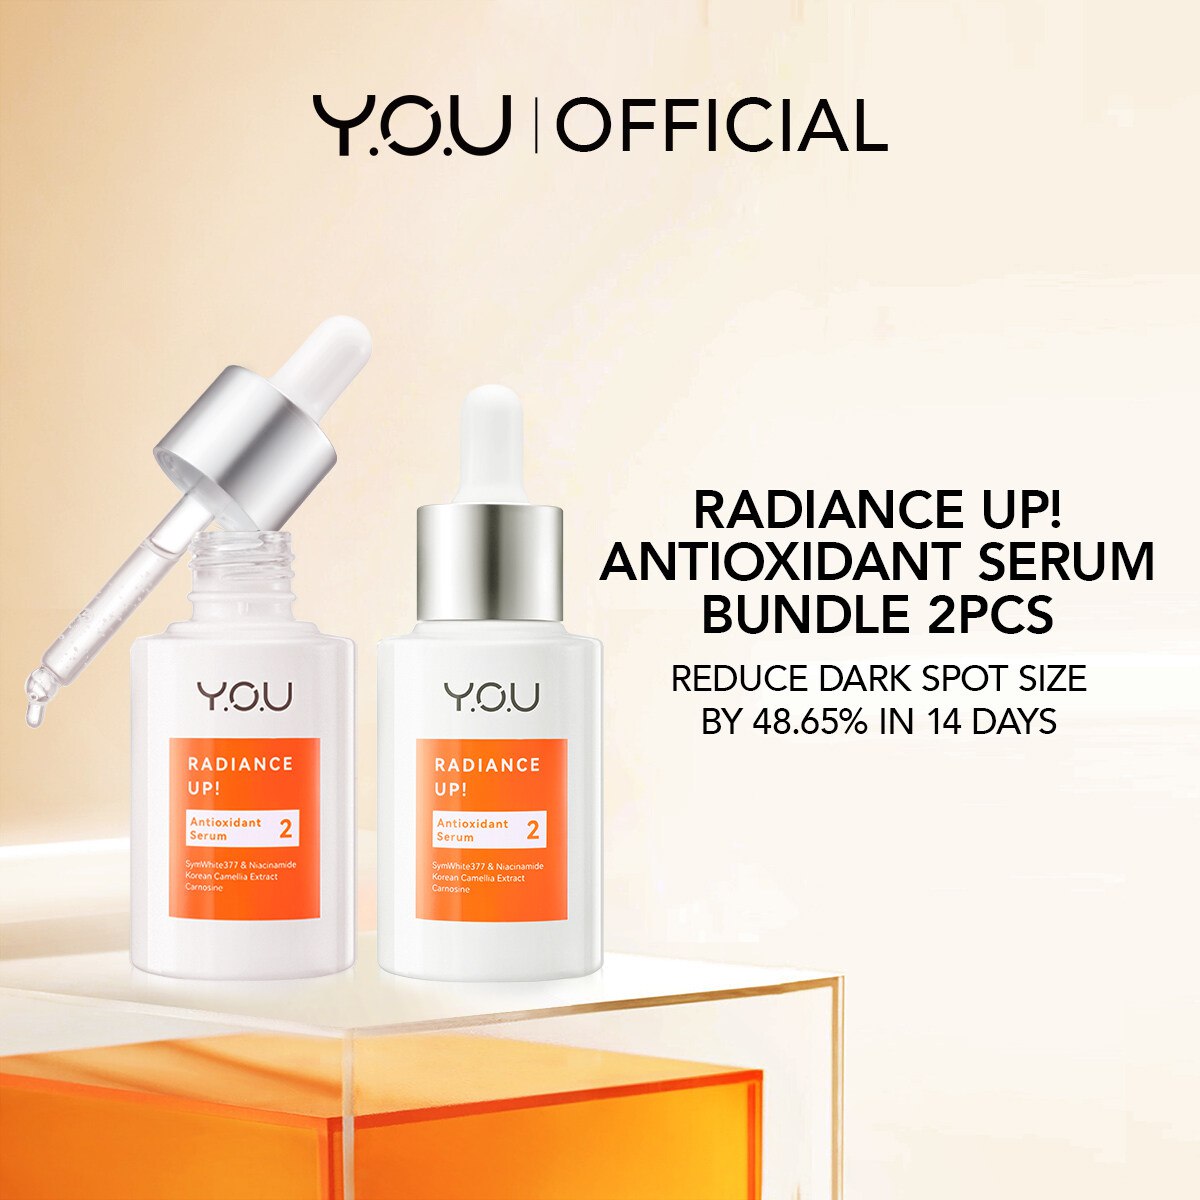 Y.O.U | OFFICIAL
RADIANCE UP!
ANTIOXIDANT SERUM
BUNDLE 2PCS
REDUCE DARK SPOT SIZE
BY 48.65% IN 14 DAYS
Y.O.U
RADIANCE
UP!
Antioxidant
Serum 2
SymWhite377 & Niacinamide
Korean Camellia Extract
Carnosine
Y.O.U
RADIANCE
UP!
Antioxidant
Serum 2
SymWhite377 & Niacinamide
Korean Camellia Extract
Carnosine